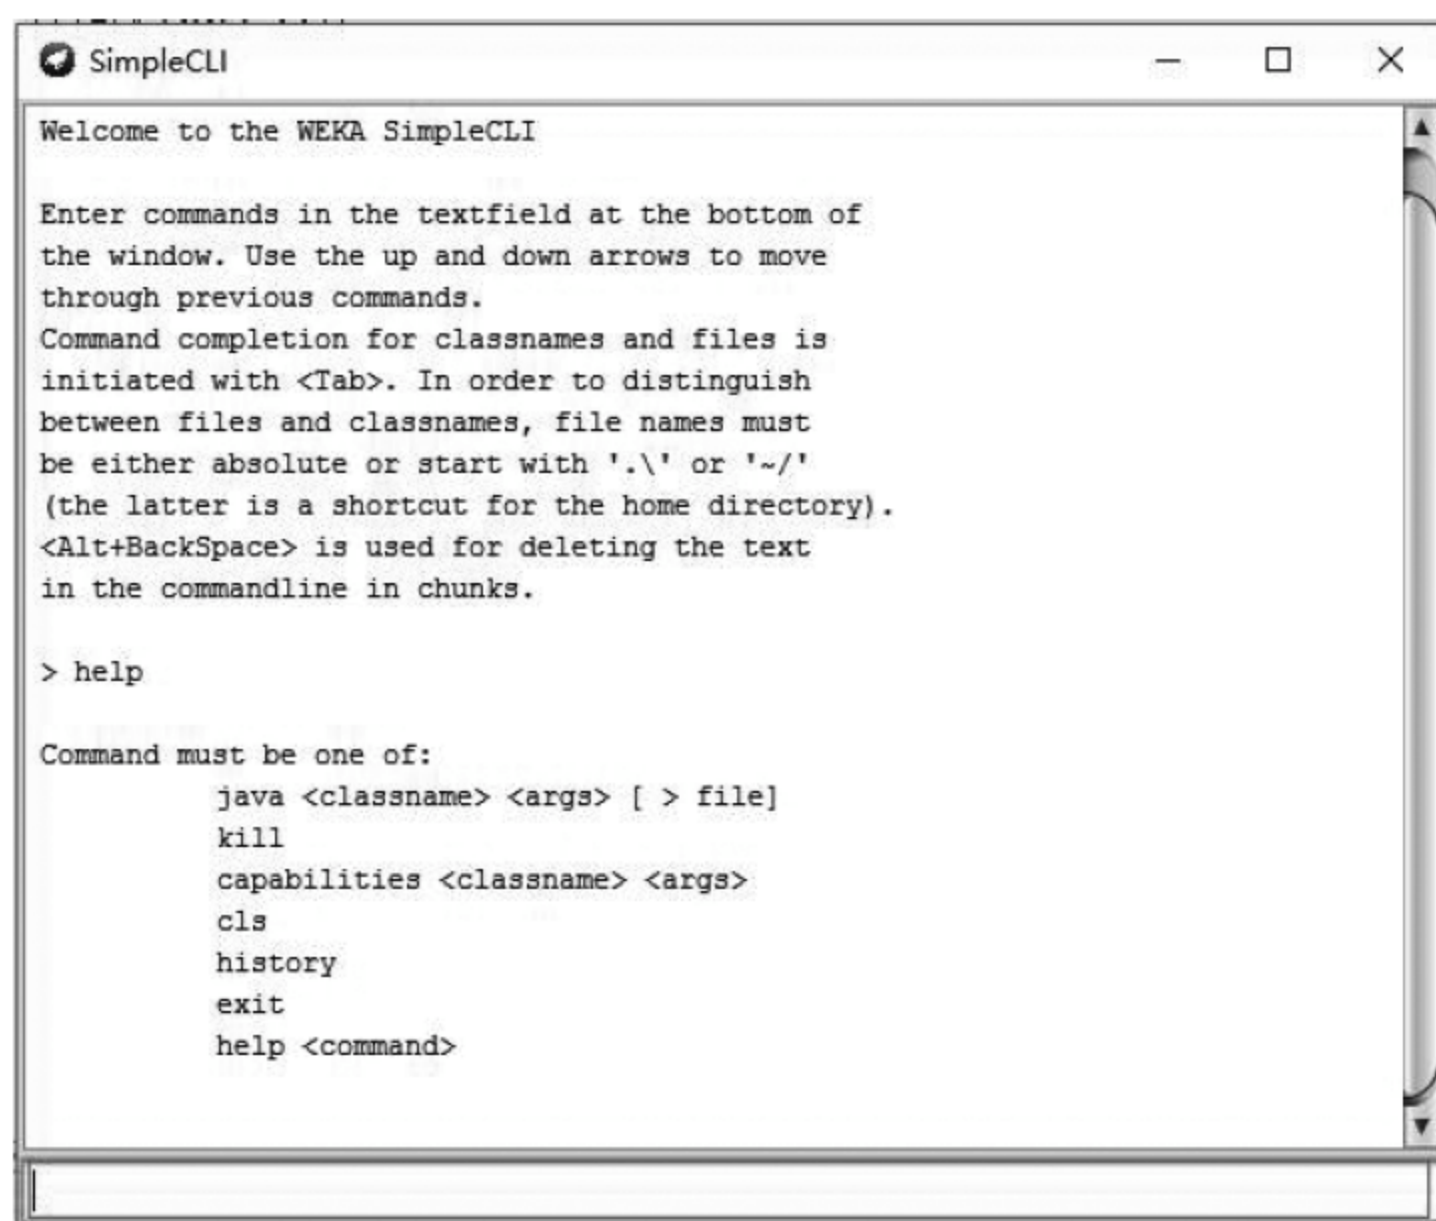 SimpleCLI
Welcome to the WEKA SimpleCLI
Enter commands in the textfield at the bottom of
the window. Use the up and down arrows to move
through previous commands.
Command completion for classnames and files is
initiated with <Tab>. In order to distinguish
between files and classnames, file names must
be either absolute or start with '.\' or '~/'
(the latter is a shortcut for the home directory).
<Alt+BackSpace> is used for deleting the text
in the commandline in chunks.
> help
Command must be one of:
java <classname> <args> [ > file]
kill
capabilities <classname> <args>
cls
history
exit
help <command>